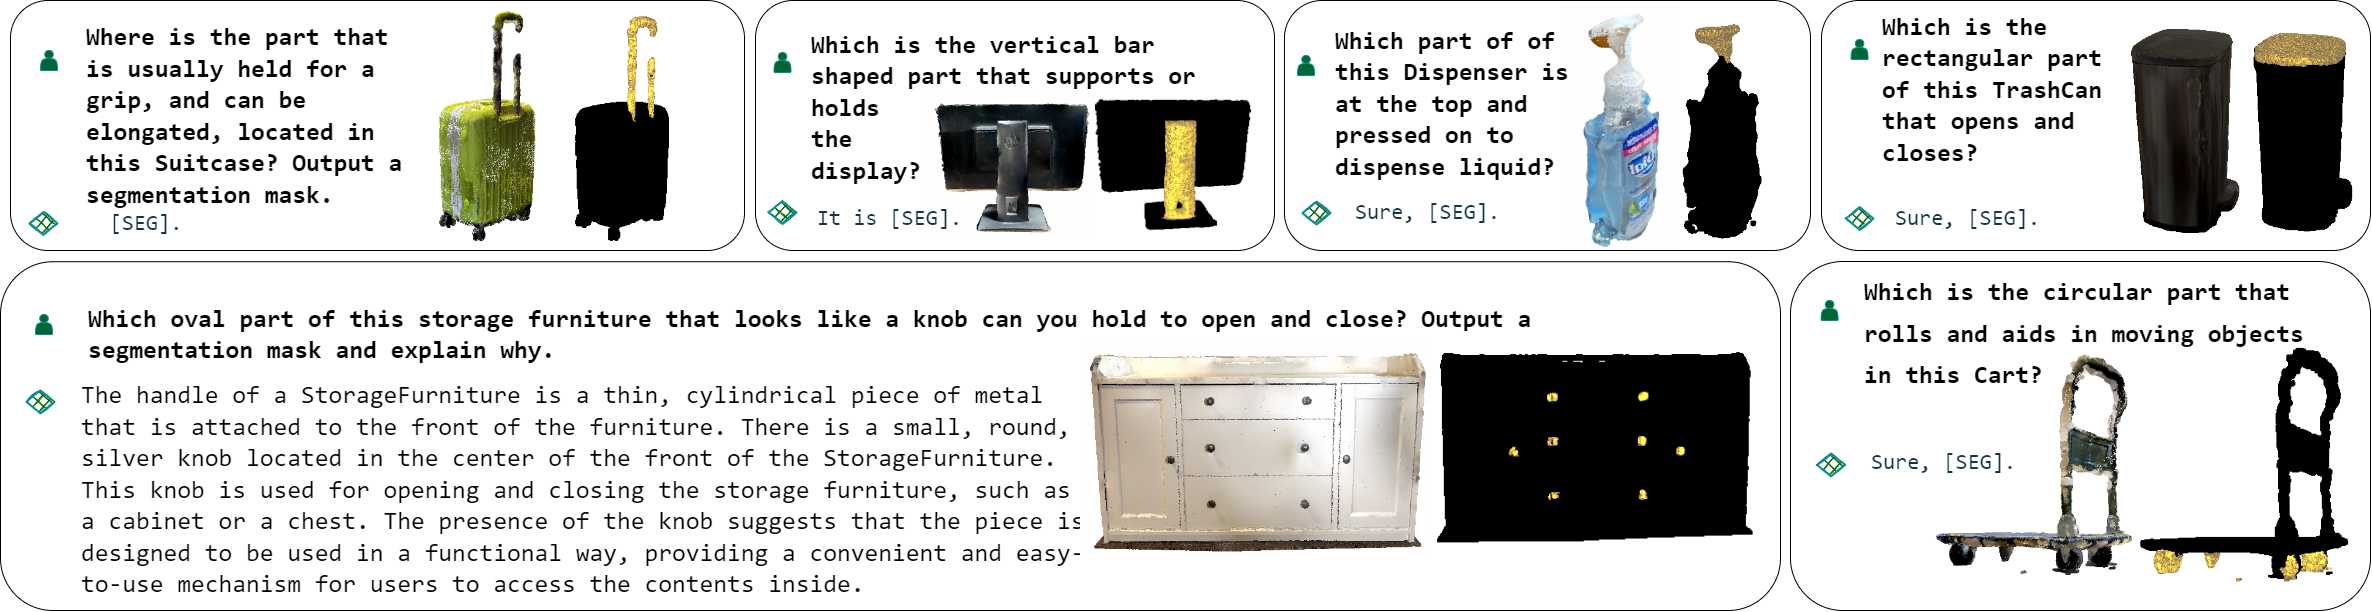 Where is the part that
is usually held for a
grip, and can be
elongated, located in
this Suitcase? Output a
segmentation mask.
[SEG].
Which is the vertical bar
shaped part that supports or
holds
the
display?
It is [SEG].
Which part of of
this Dispenser is
at the top and
pressed on to
dispense liquid?
Sure, [SEG].
Which is the
rectangular part
of this TrashCan
that opens and
closes?
Sure, [SEG].
Which oval part of this storage furniture that looks like a knob can you hold to open and close? Output a
segmentation mask and explain why.
The handle of a StorageFurniture is a thin, cylindrical piece of metal
that is attached to the front of the furniture. There is a small, round,
silver knob located in the center of the front of the StorageFurniture.
This knob is used for opening and closing the storage furniture, such as
a cabinet or a chest. The presence of the knob suggests that the piece is
designed to be used in a functional way, providing a convenient and easy-
to-use mechanism for users to access the contents inside.
Which is the circular part that
rolls and aids in moving objects
in this Cart?
Sure, [SEG].